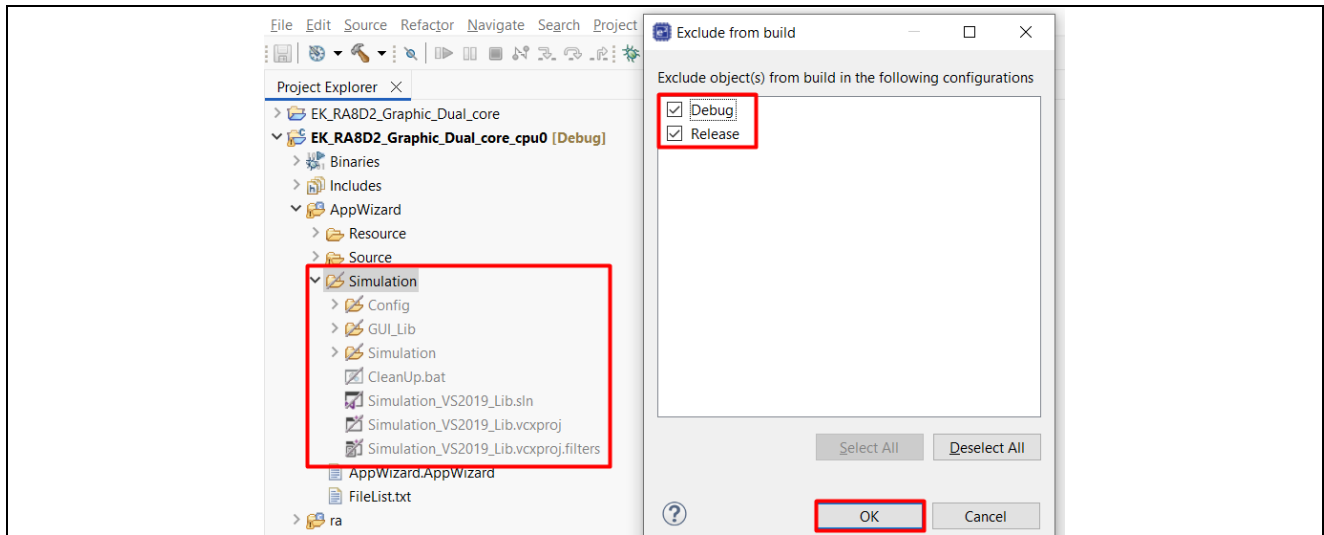 File Edit Source Refactor Navigate Search Project
Project Explorer
EK_RA8D2_Graphic_Dual_core
EK_RA8D2_Graphic_Dual_core_cpu0 [Debug]
Binaries
Includes
AppWizard
Resource
Source
Simulation
Config
GUI_Lib
Simulation
CleanUp.bat
Simulation_VS2019_Lib.sln
Simulation_VS2019_Lib.vcxproj
Simulation_VS2019_Lib.vcxproj.filters
AppWizard.AppWizard
FileList.txt
ra
Exclude from build
Exclude object(s) from build in the following configurations
Debug
Release
Select All Deselect All
? OK Cancel